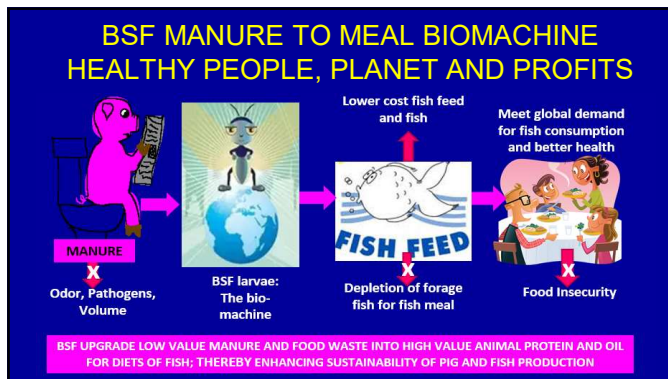 BSF MANURE TO MEAL BIOMACHINE
HEALTHY PEOPLE, PLANET AND PROFITS
Lower cost fish feed
and fish
Meet global demand
for fish consumption
and better health
MANURE
X
Odor, Pathogens,
Volume
BSF larvae:
The bio-
machine
FISH FEED
X
Depletion of forage
fish for fish meal
X
Food Insecurity
BSF UPGRADE LOW VALUE MANURE AND FOOD WASTE INTO HIGH VALUE ANIMAL PROTEIN AND OIL
FOR DIETS OF FISH; THEREBY ENHANCING SUSTAINABILITY OF PIG AND FISH PRODUCTION